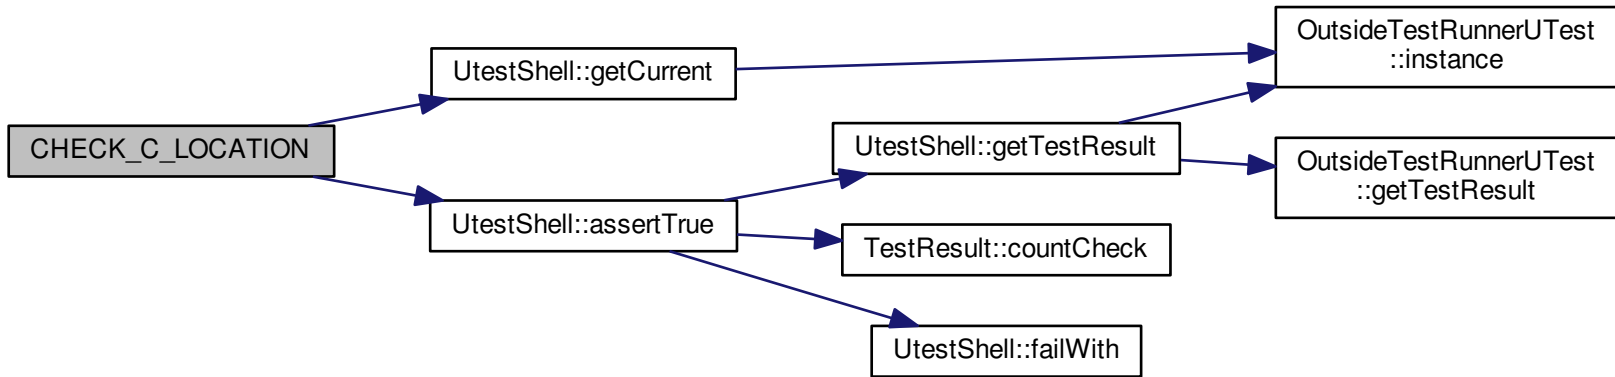 CHECK_C_LOCATION
UtestShell::getCurrent
UtestShell::assertTrue
UtestShell::getTestResult
TestResult::countCheck
UtestShell::failWith
OutsideTestRunnerUTest
::instance
OutsideTestRunnerUTest
::getTestResult